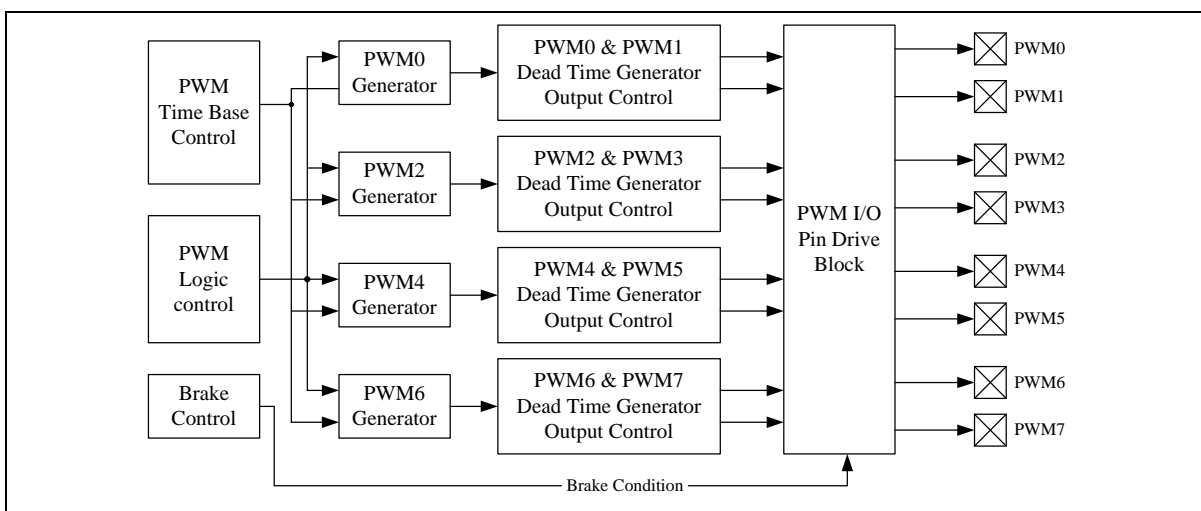 PWM
Time Base
Control
PWM
Logic
control
Brake
Control
PWM0
Generator
PWM2
Generator
PWM4
Generator
PWM6
Generator
PWM0 & PWM1
Dead Time Generator
Output Control
PWM2 & PWM3
Dead Time Generator
Output Control
PWM4 & PWM5
Dead Time Generator
Output Control
PWM6 & PWM7
Dead Time Generator
Output Control
PWM I/O
Pin Drive
Block
PWM0
PWM1
PWM2
PWM3
PWM4
PWM5
PWM6
PWM7
Brake Condition